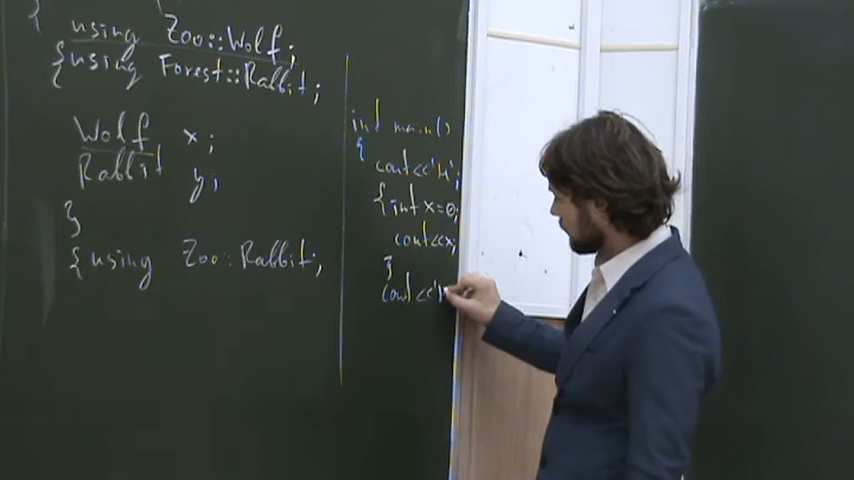 { using Zoo::Wolf;
{using Forest::Rabbit;
Wolf x;
Rabbit y;
}
{using Zoo::Rabbit;
int main()
{
cout<<'H';
{int x=0;
cout<<x;
}
cout<<'